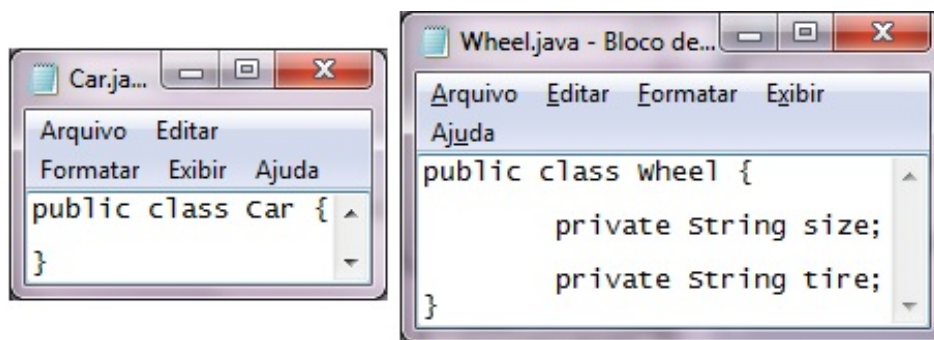 Car.ja...
Arquivo Editar
Formatar Exibir Ajuda
public class Car {
}
Wheel.java - Bloco de...
Arquivo Editar Formatar Exibir
Ajuda
public class Wheel {
private String size;
private String tire;
}